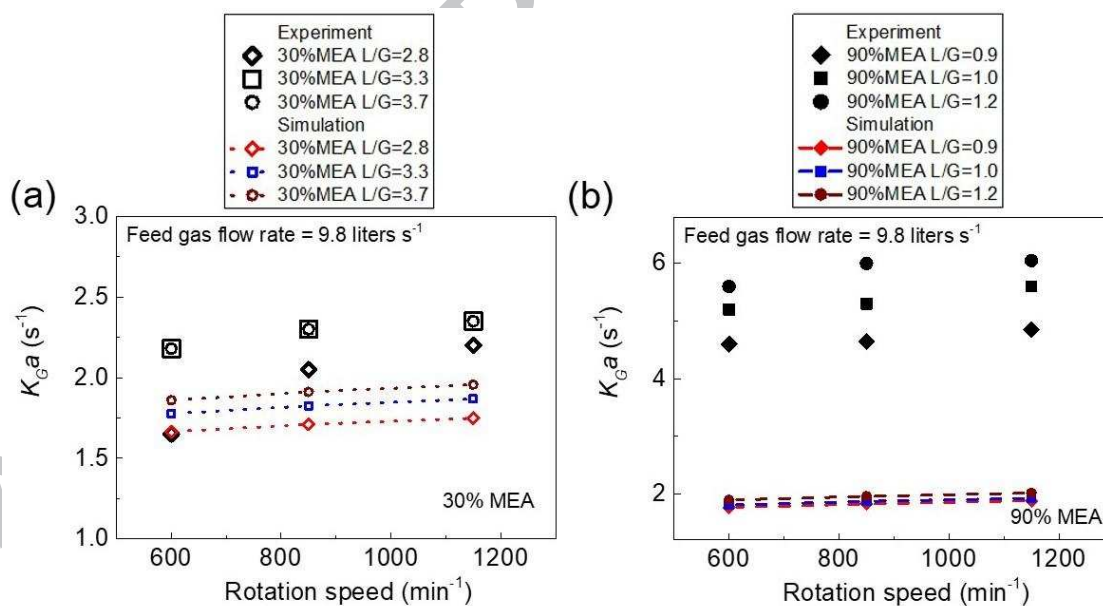 Experiment
30%MEA L/G=2.8
30%MEA L/G=3.3
30%MEA L/G=3.7
Simulation
30%MEA L/G=2.8
30%MEA L/G=3.3
30%MEA L/G=3.7
(a)
3.0
2.5
2.0
1.5
1.0
K_G a (s⁻¹)
Feed gas flow rate = 9.8 liters s⁻¹
30% MEA
600 800 1000 1200
Rotation speed (min⁻¹)
Experiment
90%MEA L/G=0.9
90%MEA L/G=1.0
90%MEA L/G=1.2
Simulation
90%MEA L/G=0.9
90%MEA L/G=1.0
90%MEA L/G=1.2
(b)
6
4
2
K_G a (s⁻¹)
Feed gas flow rate = 9.8 liters s⁻¹
90% MEA
600 800 1000 1200
Rotation speed (min⁻¹)